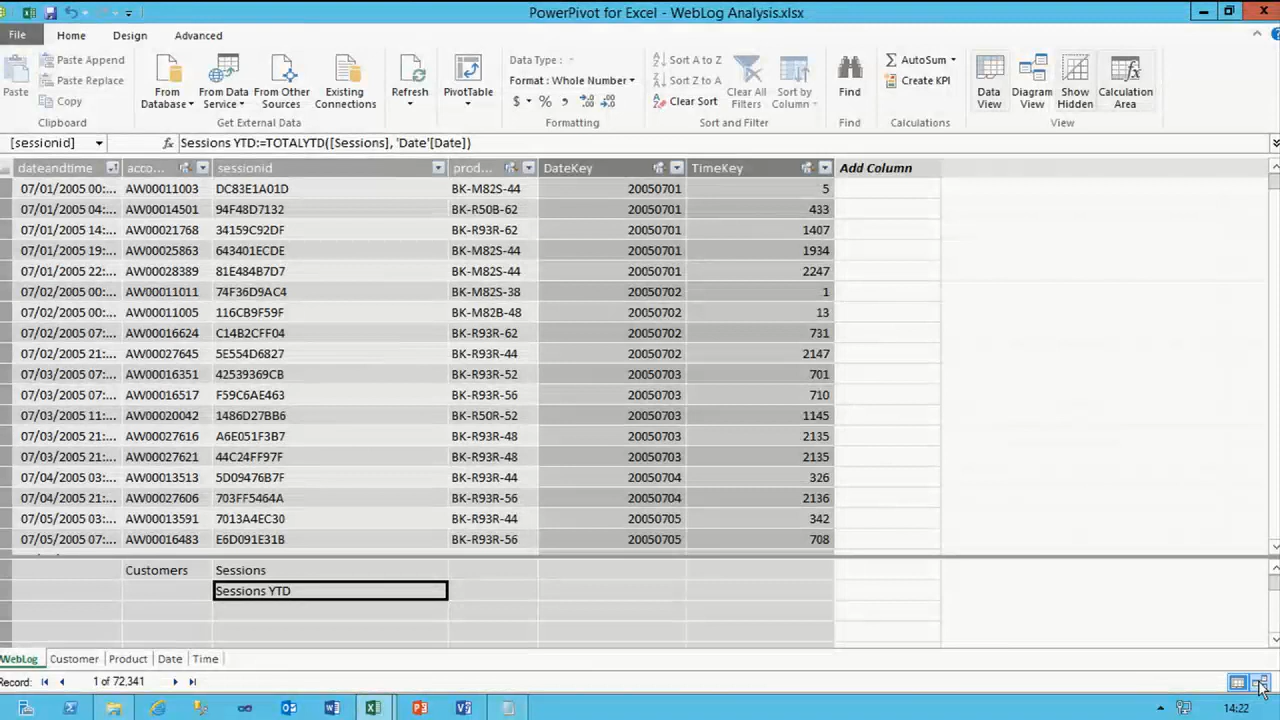 PowerPivot for Excel - WebLog Analysis.xlsx
File Home Design Advanced
Paste
Paste Append
Paste Replace
Copy
From Database
From Data Service
From Other Sources
Existing Connections
Refresh
PivotTable
Data Type :
Format : Whole Number
$ % ,
Sort A to Z
Sort Z to A
Clear Sort
Clear All Filters
Sort by Column
Find
AutoSum
Create KPI
Data View
Diagram View
Show Hidden
Calculation Area
Clipboard Get External Data Formatting Sort and Filter Find Calculations View
[sessionid] fx Sessions YTD:=TOTALYTD([Sessions], 'Date'[Date])
dateandtime acco... sessionid prod... DateKey TimeKey Add Column
07/01/2005 00:... AW00011003 DC83E1A01D BK-M82S-44 20050701 5
07/01/2005 04:... AW00014501 94F48D7132 BK-R50B-62 20050701 433
07/01/2005 14:... AW00021768 34159C92DF BK-R93R-62 20050701 1407
07/01/2005 19:... AW00025863 643401ECDE BK-M82S-44 20050701 1934
07/01/2005 22:... AW00028389 81E484B7D7 BK-M82S-44 20050701 2247
07/02/2005 00:... AW00011011 74F36D9AC4 BK-M82S-38 20050702 1
07/02/2005 00:... AW00011005 116CB9F59F BK-M82B-48 20050702 13
07/02/2005 07:... AW00016624 C14B2CFF04 BK-R93R-62 20050702 731
07/02/2005 21:... AW00027645 5E554D6827 BK-R93R-44 20050702 2147
07/03/2005 07:... AW00016351 42539369CB BK-R93R-52 20050703 701
07/03/2005 07:... AW00016517 F59C6AE463 BK-R93R-56 20050703 710
07/03/2005 11:... AW00020042 1486D27BB6 BK-R50R-52 20050703 1145
07/03/2005 21:... AW00027616 A6E051F3B7 BK-R93R-48 20050703 2135
07/03/2005 21:... AW00027621 44C24FF97F BK-R93R-48 20050703 2135
07/04/2005 03:... AW00013513 5D09476B7F BK-R93R-44 20050704 326
07/04/2005 21:... AW00027606 703FF5464A BK-R93R-56 20050704 2136
07/05/2005 03:... AW00013591 7013A4EC30 BK-R93R-44 20050705 342
07/05/2005 07:... AW00016483 E6D091E31B BK-R93R-56 20050705 708
Customers Sessions
Sessions YTD
WebLog Customer Product Date Time
Record: 1 of 72,341
14:22